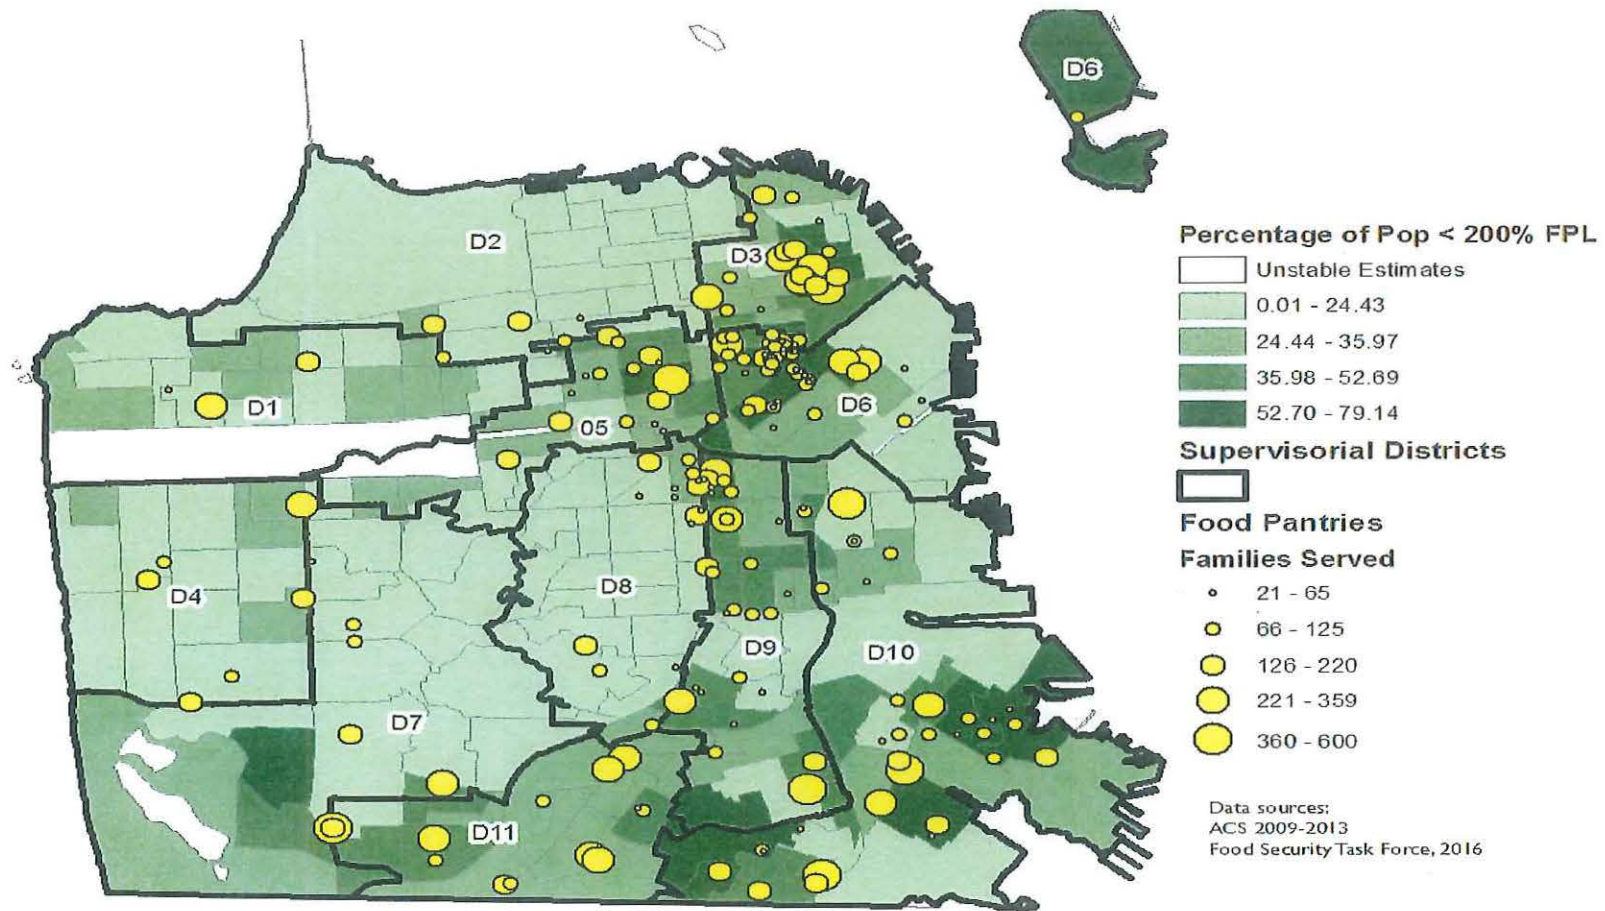 D6
D2
D3
D1
05
D6
D4
D8
D9
D10
D7
D11
Percentage of Pop < 200% FPL
Unstable Estimates
0.01 - 24.43
24.44 - 35.97
35.98 - 52.69
52.70 - 79.14
Supervisorial Districts
Food Pantries
Families Served
21 - 65
66 - 125
126 - 220
221 - 359
360 - 600
Data sources:
ACS 2009-2013
Food Security Task Force, 2016